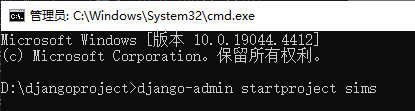 管理员: C:\Windows\System32\cmd.exe
Microsoft Windows [版本 10.0.19044.4412]
(c) Microsoft Corporation。保留所有权利。
D:\djangoproject>django-admin startproject sims